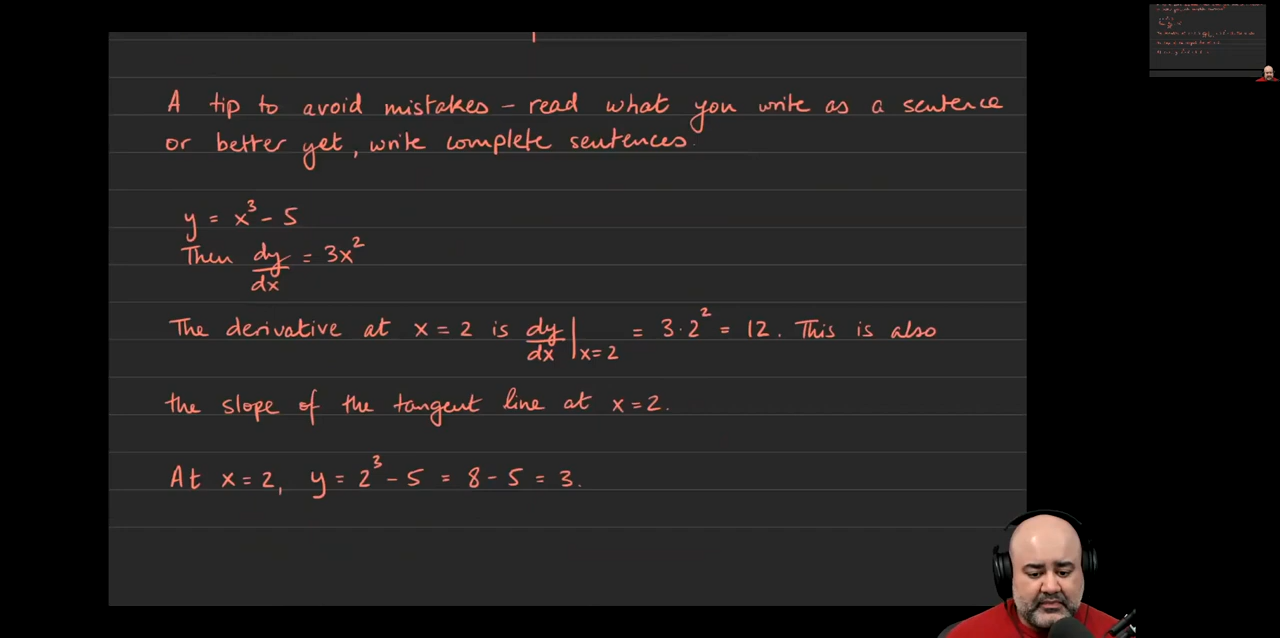 A tip to avoid mistakes – read what you write as a sentence
or better yet, write complete sentences.
y = x³ - 5
Then dy/dx = 3x²
The derivative at x = 2 is dy/dx|x=2 = 3·2² = 12. This is also
the slope of the tangent line at x = 2.
At x = 2, y = 2³ - 5 = 8 - 5 = 3.